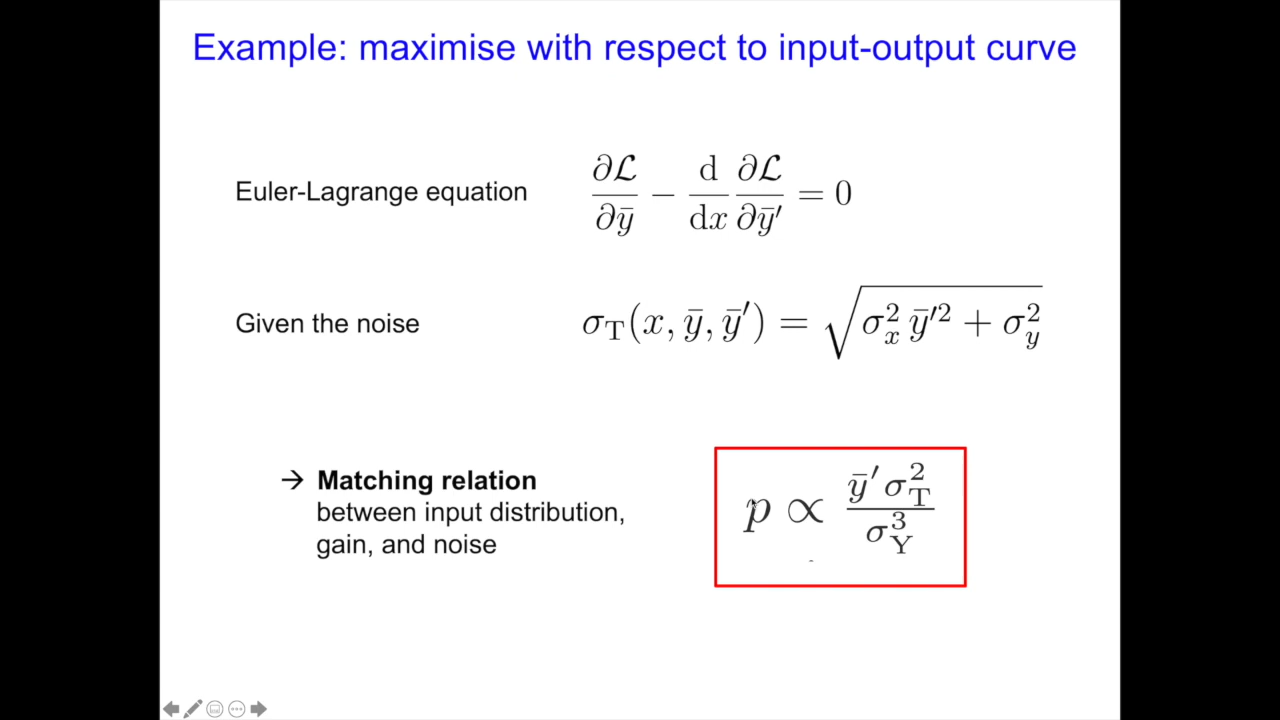 Example: maximise with respect to input-output curve
Euler-Lagrange equation
∂ℒ/∂ȳ − d/dx ∂ℒ/∂ȳ′ = 0
Given the noise
σ_T(x, ȳ, ȳ′) = √(σ_x² ȳ′² + σ_y²)
→ Matching relation
between input distribution,
gain, and noise
p ∝ ȳ′ σ_T² / σ_Y³